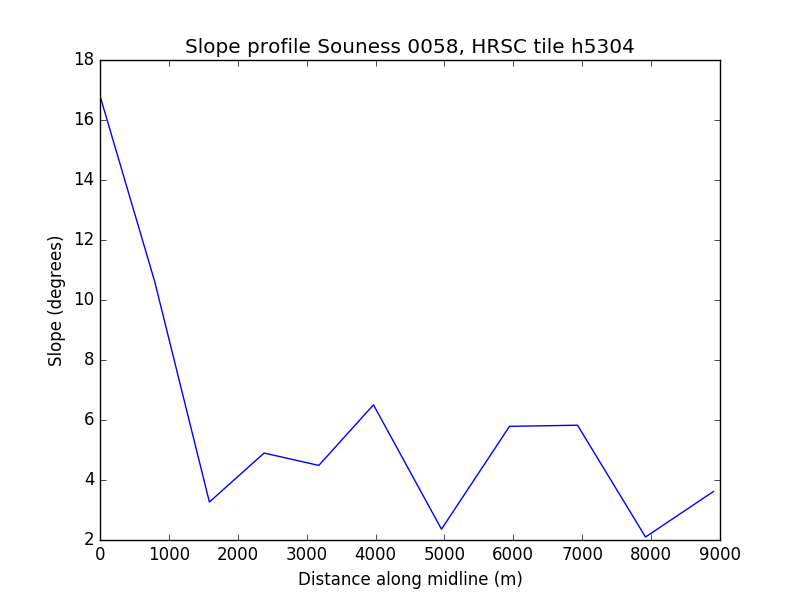 Slope profile Souness 0058, HRSC tile h5304
18
16
14
12
10
8
6
4
2
Slope (degrees)
0 1000 2000 3000 4000 5000 6000 7000 8000 9000
Distance along midline (m)